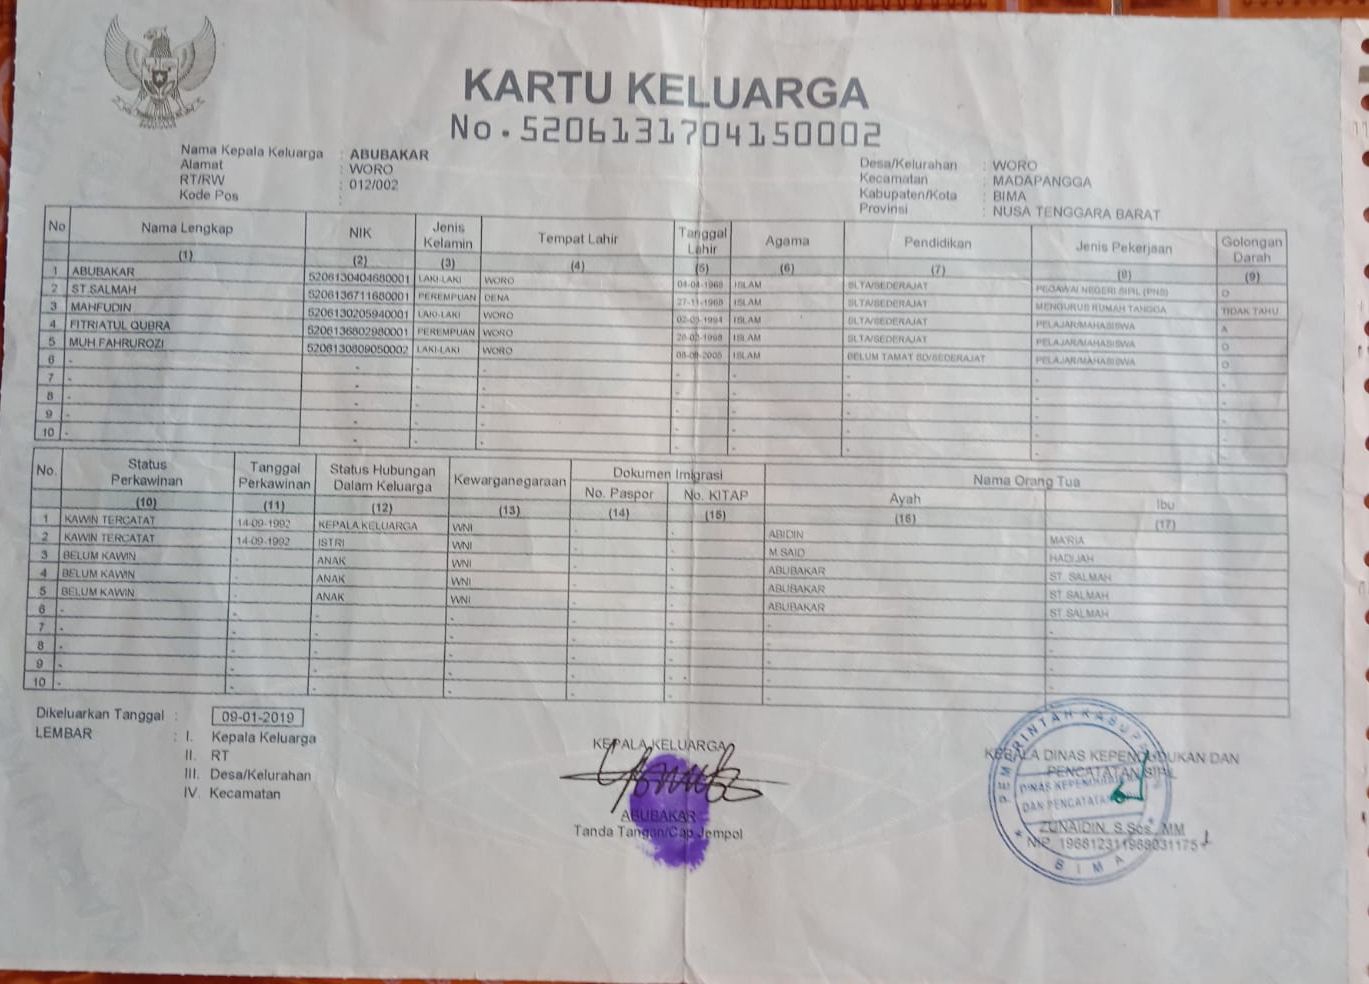 KARTU KELUARGA
No.5206131704150002
Nama Kepala Keluarga : ABUBAKAR
Alamat : WORO
RT/RW : 012/002
Kode Pos :
Desa/Kelurahan : WORO
Kecamatan : MADAPANGGA
Kabupaten/Kota : BIMA
Provinsi : NUSA TENGGARA BARAT
No Nama Lengkap NIK Jenis Kelamin Tempat Lahir Tanggal Lahir Agama Pendidikan Jenis Pekerjaan Golongan Darah
(1) (2) (3) (4) (5) (6) (7) (8) (9)
1 ABUBAKAR 5206130404680001 LAKI-LAKI WORO 04-04-1968 ISLAM SLTA/SEDERAJAT PEGAWAI NEGERI SIPIL (PNS) O
2 ST.SALMAH 5206136711680001 PEREMPUAN DENA 27-11-1968 ISLAM SLTA/SEDERAJAT MENGURUS RUMAH TANGGA TIDAK TAHU
3 MAHFUDIN 5206130205940001 LAKI-LAKI WORO ISLAM SLTA/SEDERAJAT PELAJAR/MAHASISWA A
4 FITRIATUL QUBRA 5206136802980001 PEREMPUAN WORO ISLAM SLTA/SEDERAJAT PELAJAR/MAHASISWA O
5 MUH.FAHRUROZI 5206130809050002 LAKI-LAKI WORO ISLAM BELUM TAMAT SD/SEDERAJAT PELAJAR/MAHASISWA O
6 - - - - - - - - -
7 - - - - - - - - -
8 - - - - - - - - -
9 - - - - - - - - -
10 - - - - - - - - -
No. Status Perkawinan Tanggal Perkawinan Status Hubungan Dalam Keluarga Kewarganegaraan Dokumen Imigrasi Nama Orang Tua
No. Paspor No. KITAP Ayah Ibu
(10) (11) (12) (13) (14) (15) (16) (17)
1 KAWIN TERCATAT 14-09-1992 KEPALA KELUARGA WNI - - ABIDIN MARIA
2 KAWIN TERCATAT 14-09-1992 ISTRI WNI - - M.SAID HADIJAH
3 BELUM KAWIN - ANAK WNI - - ABUBAKAR ST. SALMAH
4 BELUM KAWIN - ANAK WNI - - ABUBAKAR ST.SALMAH
5 BELUM KAWIN - ANAK WNI - - ABUBAKAR ST.SALMAH
6 - - - - - - - -
7 - - - - - - - -
8 - - - - - - - -
9 - - - - - - - -
10 - - - - - - - -
Dikeluarkan Tanggal : 09-01-2019
LEMBAR : I. Kepala Keluarga
II. RT
III. Desa/Kelurahan
IV. Kecamatan
KEPALA KELUARGA
ABUBAKAR
Tanda Tangan/Cap Jempol
KEPALA DINAS KEPENDUDUKAN DAN
PENCATATAN SIPIL
ZUNAIDIN, S.Sos, MM
NIP.
PEMERINTAH KABUP
DINAS KEPENDUDUKAN
DAN PENCATATAN
BIMA